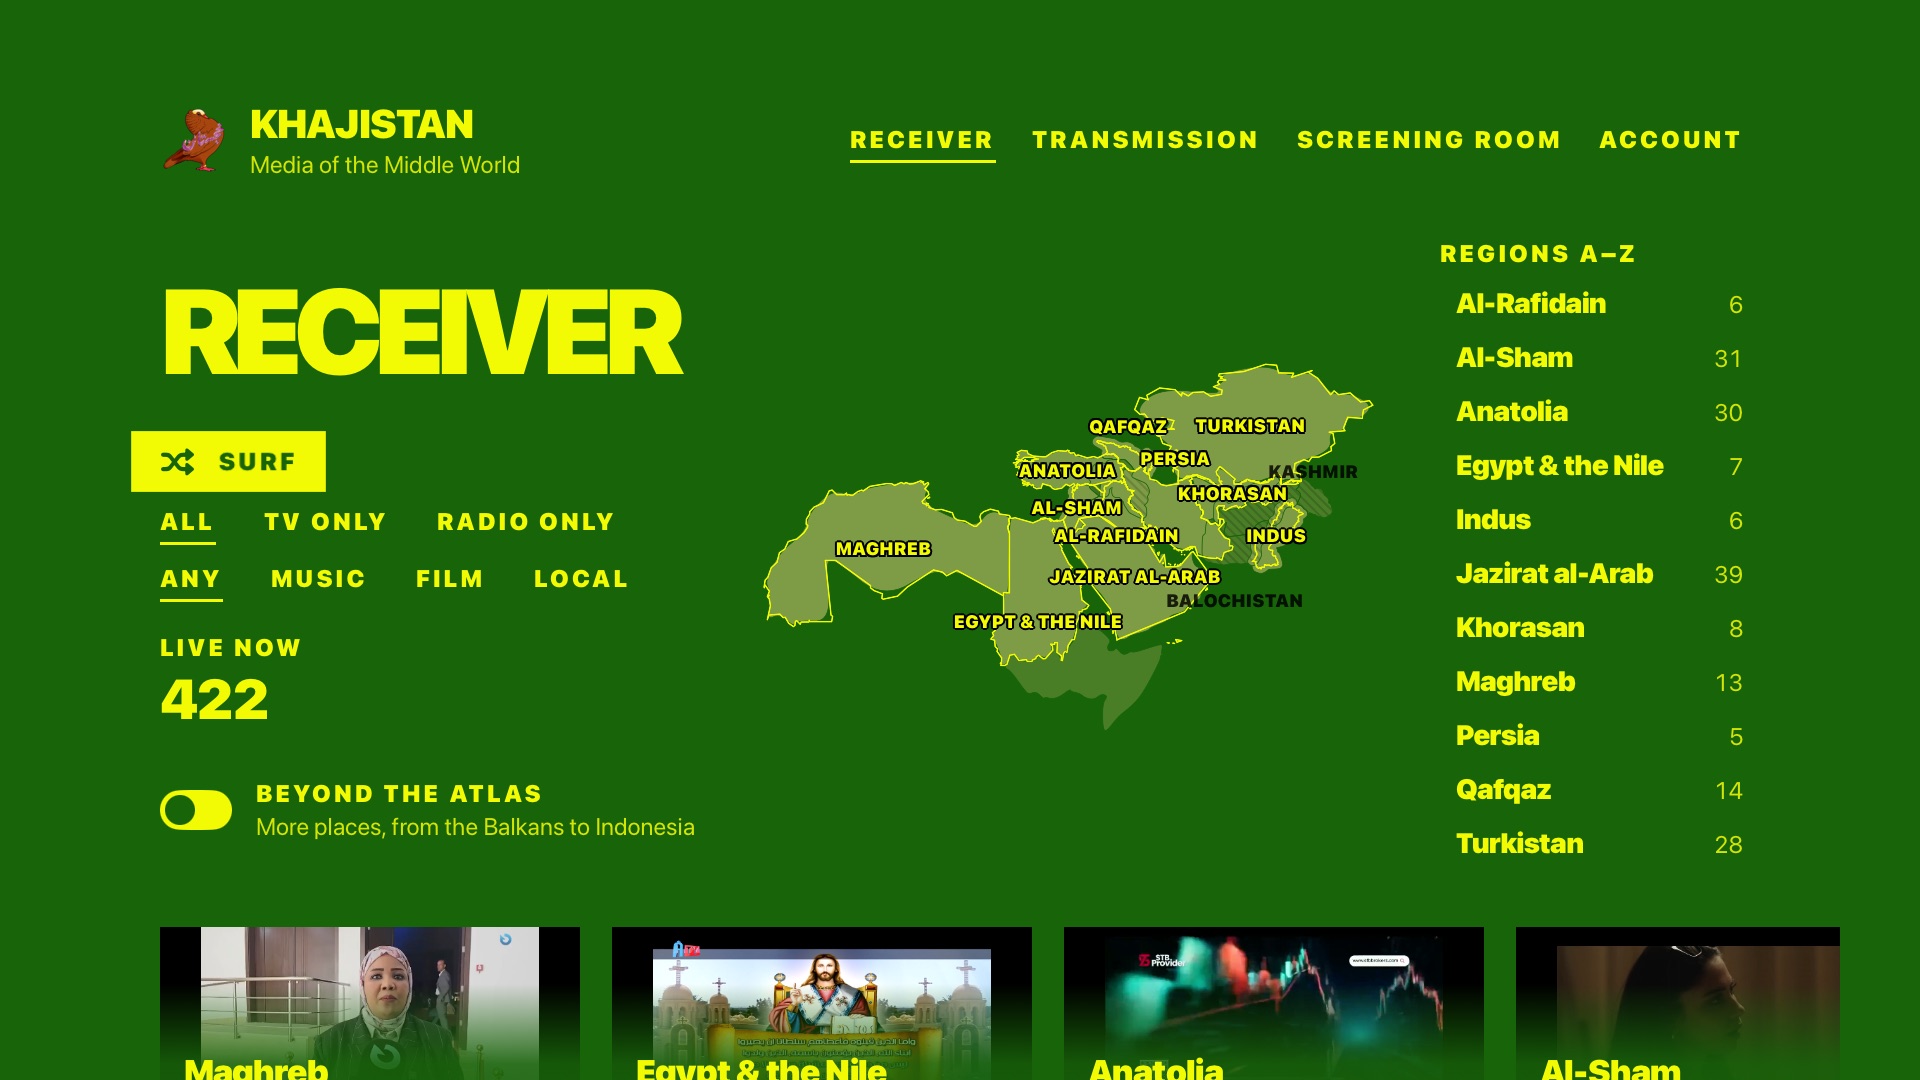 KHAJISTAN
Media of the Middle World
RECEIVER
TRANSMISSION
SCREENING ROOM
ACCOUNT
RECEIVER
SURF
ALL
TV ONLY
RADIO ONLY
ANY
MUSIC
FILM
LOCAL
LIVE NOW
422
BEYOND THE ATLAS
More places, from the Balkans to Indonesia
QAFQAZ
TURKISTAN
PERSIA
ANATOLIA
KASHMIR
KHORASAN
AL-SHAM
AL-RAFIDAIN
INDUS
MAGHREB
JAZIRAT AL-ARAB
BALOCHISTAN
EGYPT & THE NILE
REGIONS A–Z
Al-Rafidain 6
Al-Sham 31
Anatolia 30
Egypt & the Nile 7
Indus 6
Jazirat al-Arab 39
Khorasan 8
Maghreb 13
Persia 5
Qafqaz 14
Turkistan 28
STB
Provider
Maghreb
Egypt & the Nile
Anatolia
Al-Sham